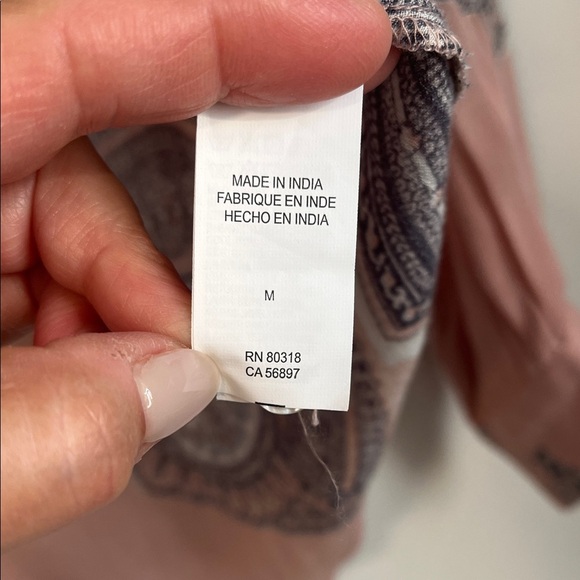 MADE IN INDIA
FABRIQUE EN INDE
HECHO EN INDIA
M
RN 80318
CA 56897